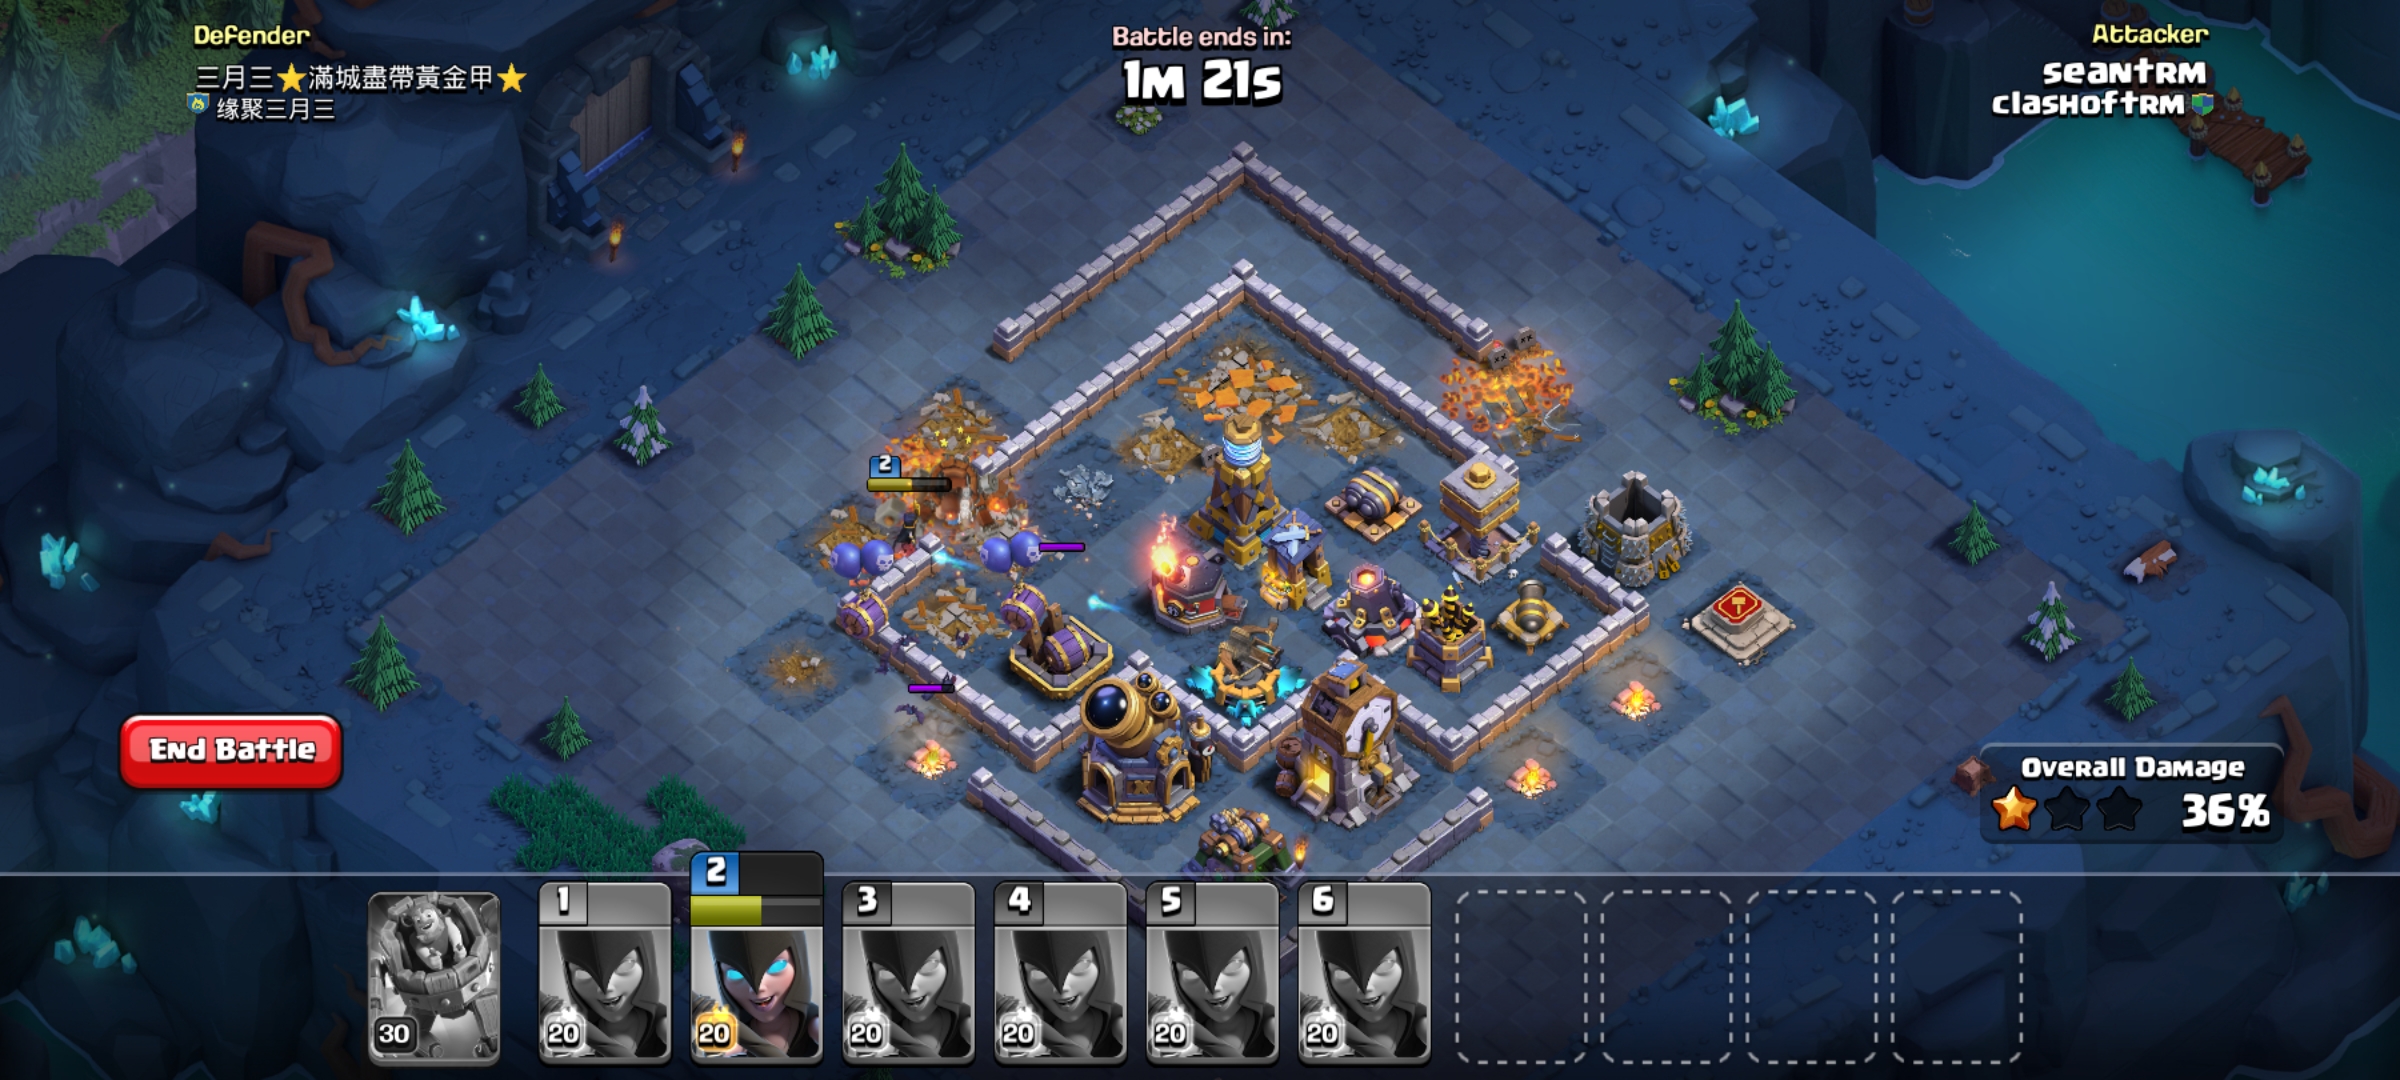 Defender
三月三⭐滿城盡帶黃金甲⭐
缘聚三月三
Battle ends in:
1M 21S
Attacker
seantrm
clashoftrm
2
End Battle
Overall Damage
36%
30
1
20
2
20
3
20
4
20
5
20
6
20